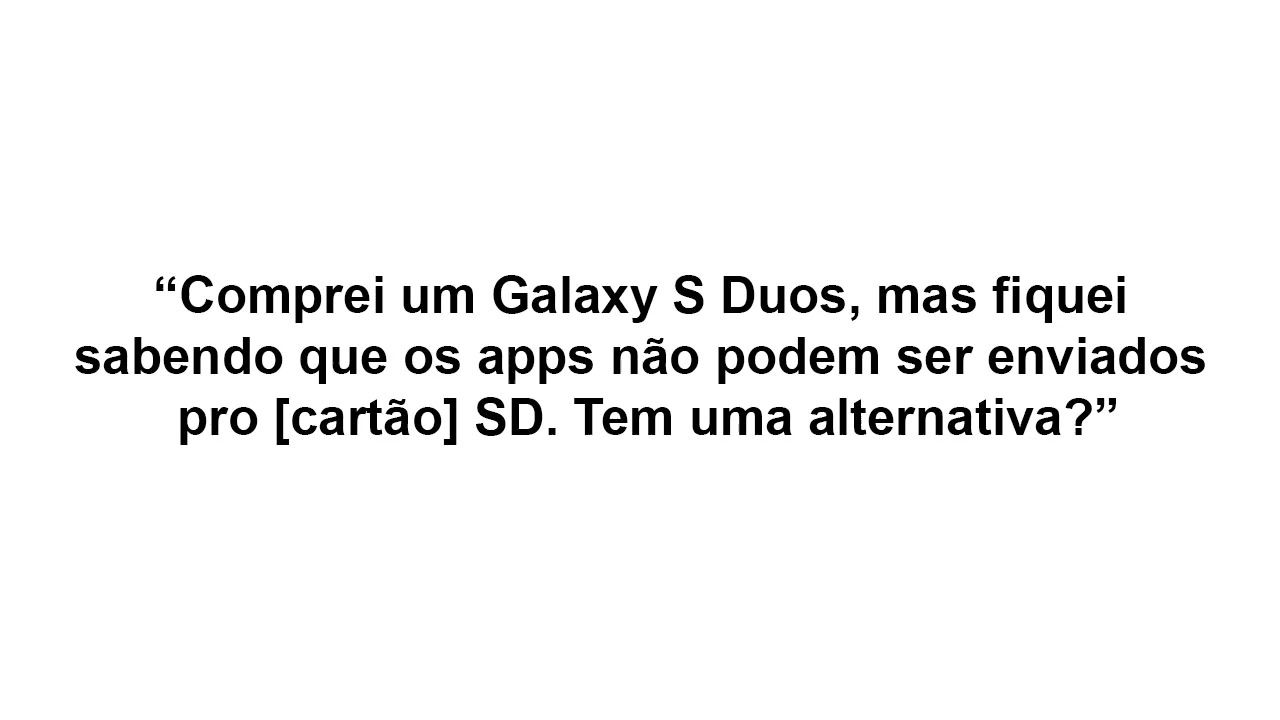 “Comprei um Galaxy S Duos, mas fiquei
sabendo que os apps não podem ser enviados
pro [cartão] SD. Tem uma alternativa?”